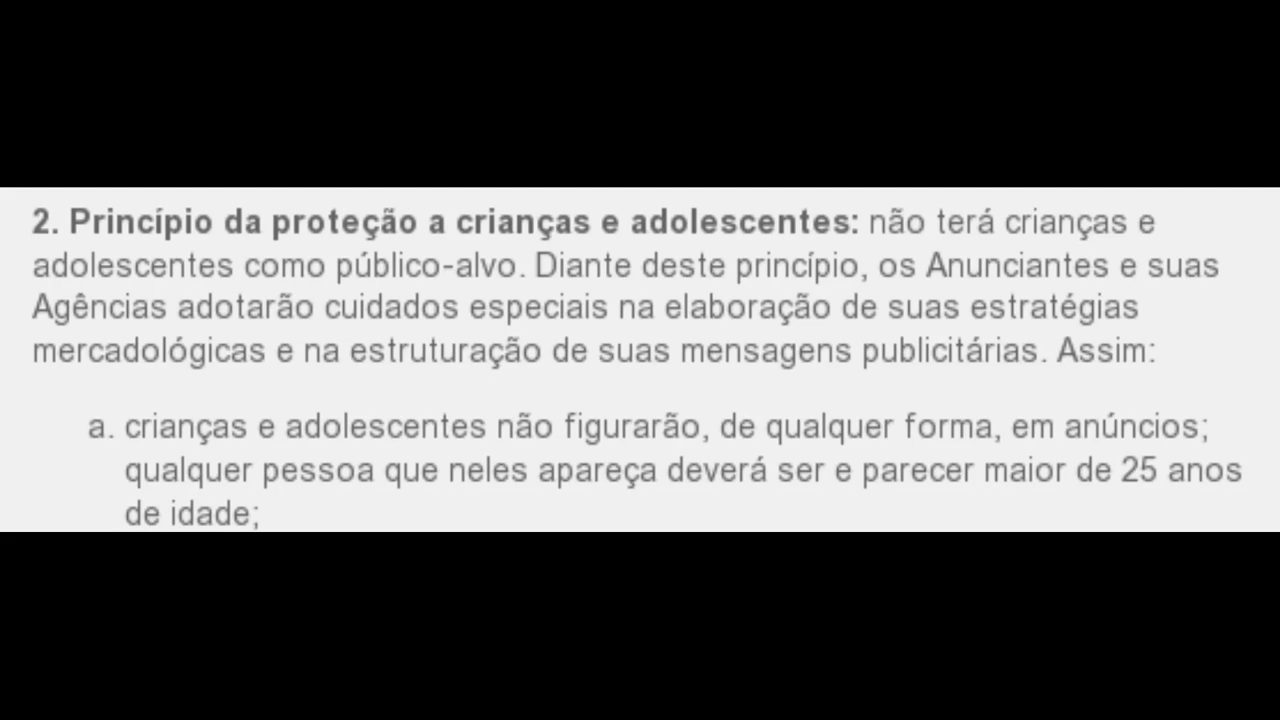 2. Princípio da proteção a crianças e adolescentes: não terá crianças e
adolescentes como público-alvo. Diante deste princípio, os Anunciantes e suas
Agências adotarão cuidados especiais na elaboração de suas estratégias
mercadológicas e na estruturação de suas mensagens publicitárias. Assim:
a. crianças e adolescentes não figurarão, de qualquer forma, em anúncios;
qualquer pessoa que neles apareça deverá ser e parecer maior de 25 anos
de idade;